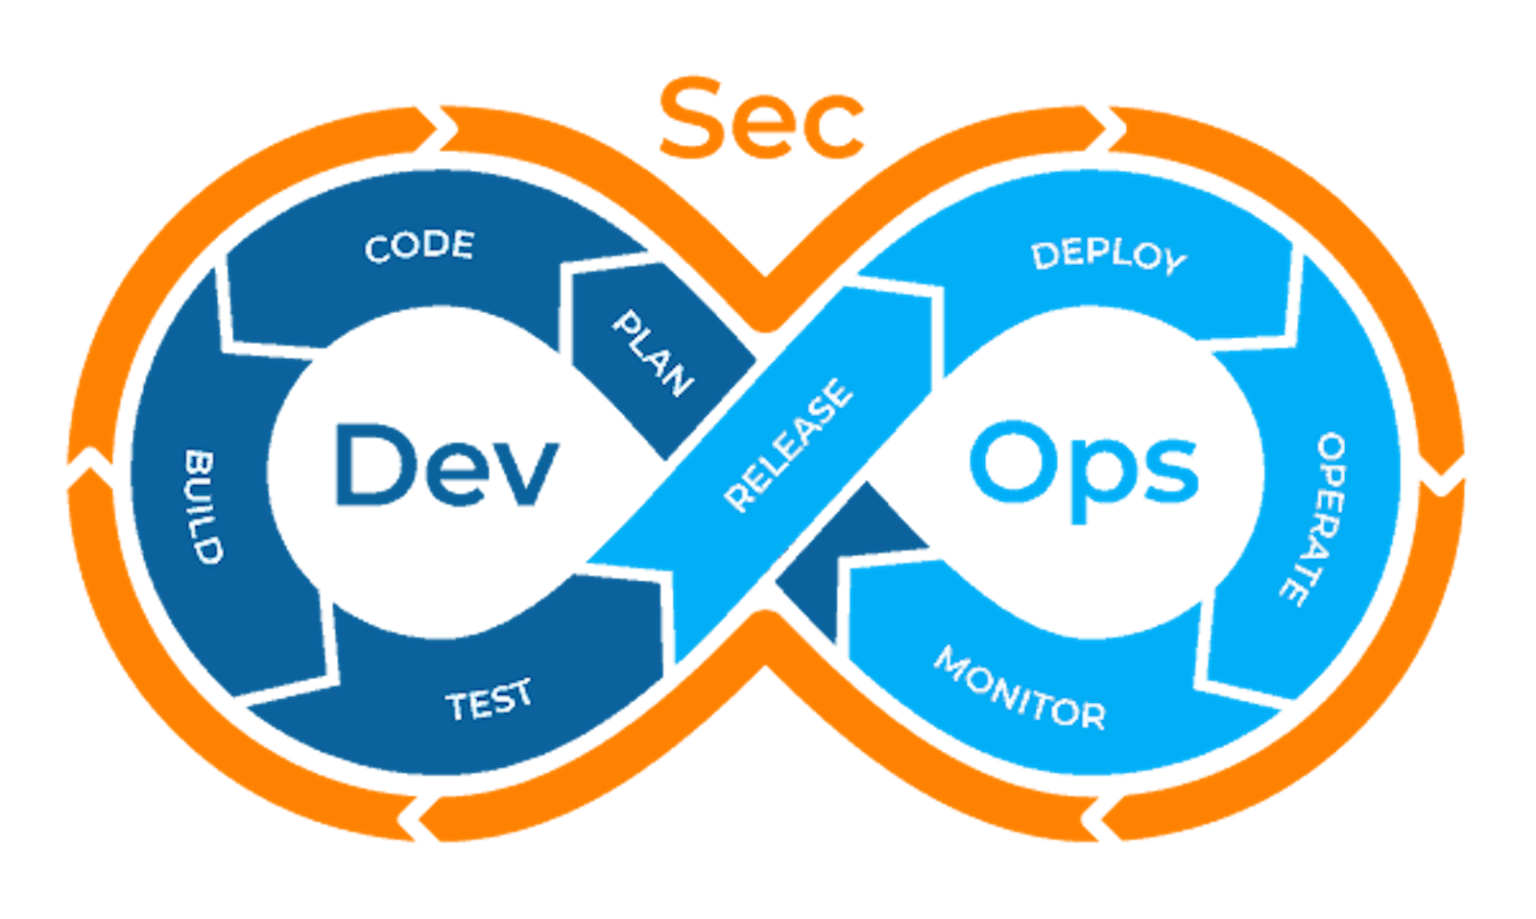 Sec
CODE
DEPLOY
PLAN
RELEASE
Dev
Ops
BUILD
OPERATE
TEST
MONITOR